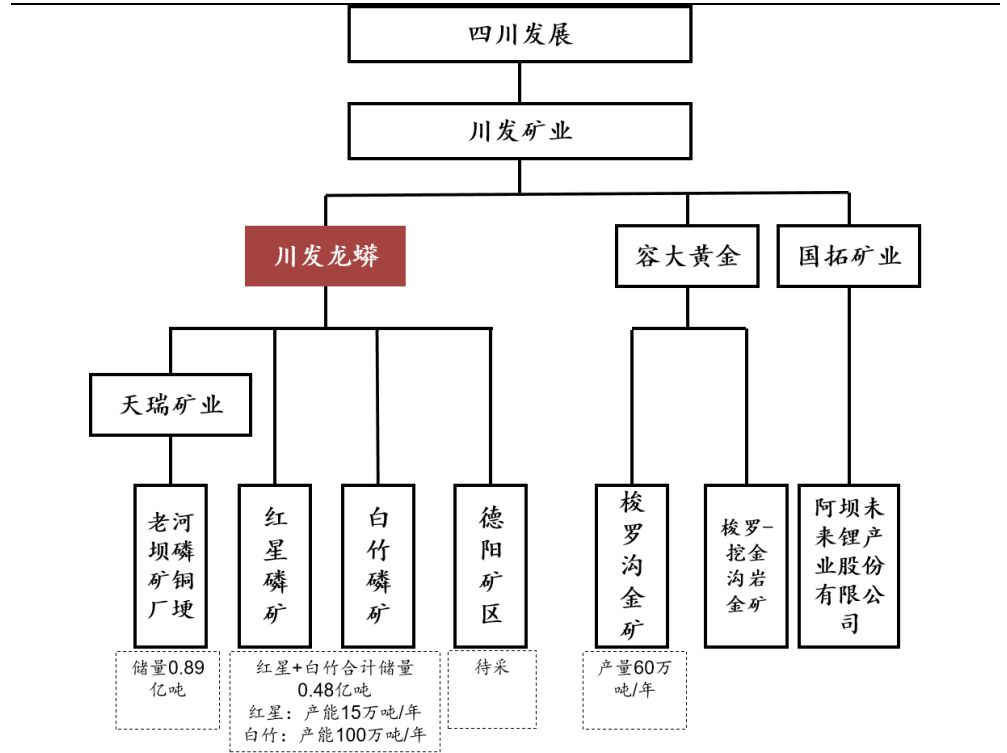 四川发展
川发矿业
川发龙蟒
容大黄金
国拓矿业
天瑞矿业
老河
坝磷
矿铜
厂埂
红
星
磷
矿
白
竹
磷
矿
德
阳
矿
区
梭
罗
沟
金
矿
梭罗-
挖金
沟岩
金矿
阿坝未
来锂产
业股份
有限公
司
储量0.89
亿吨
红星+白竹合计储量
0.48亿吨
红星：产能15万吨/年
白竹：产能100万吨/年
待采
产量60万
吨/年